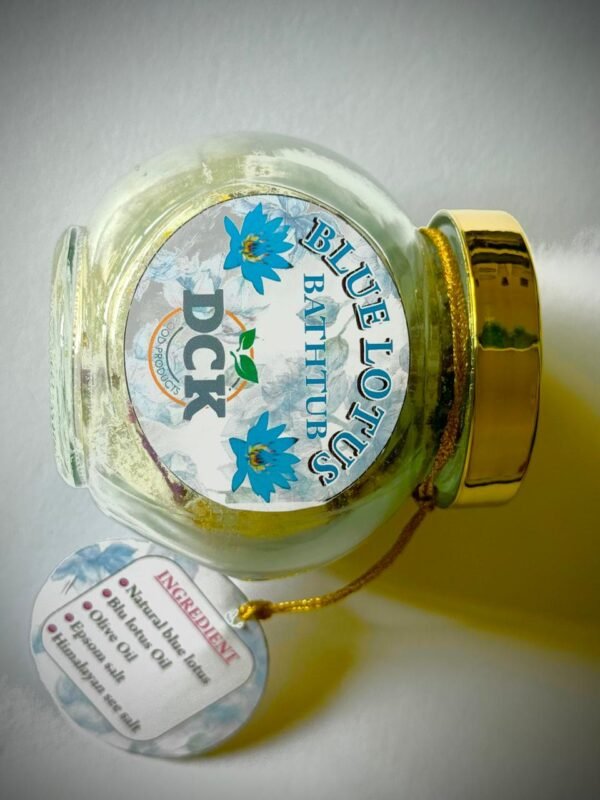 BLUE LOTUS
BATHTUB
DCK
OOD PRODUCTS
INGREDIENT
Natural blue lotus
Blu lotus Oil
Olive Oil
Epsom salt
Himalayan see salt